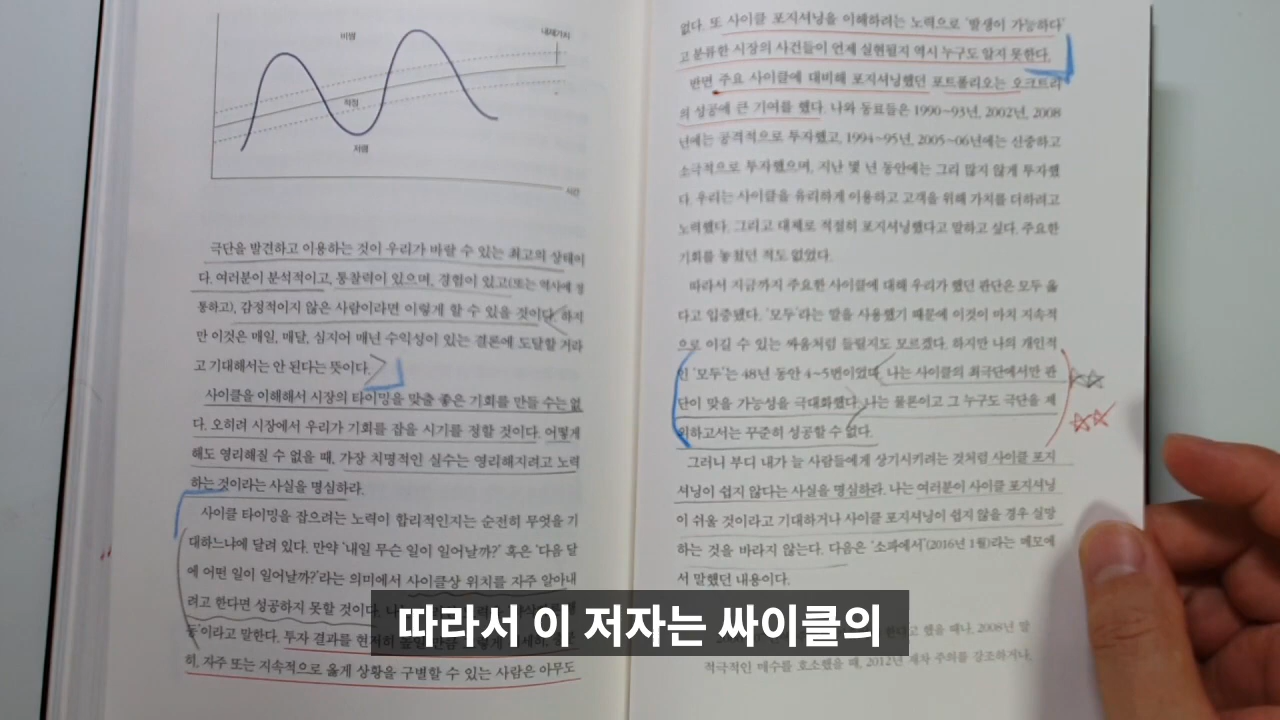 비쌈
내재가치
적정
저렴
시간
극단을 발견하고 이용하는 것이 우리가 바랄 수 있는 최고의 상태이
다. 여러분이 분석적이고, 통찰력이 있으며, 경험이 있고(또는 역사에 정
통하고), 감정적이지 않은 사람이라면 이렇게 할 수 있을 것이다. 하지
만 이것은 매일, 매달, 심지어 매년 수익성이 있는 결론에 도달할 거라
고 기대해서는 안 된다는 뜻이다.
사이클을 이해해서 시장의 타이밍을 맞출 좋은 기회를 만들 수는 없
다. 오히려 시장에서 우리가 기회를 잡을 시기를 정할 것이다. 어떻게
해도 영리해질 수 없을 때, 가장 치명적인 실수는 영리해지려고 노력
하는 것이라는 사실을 명심하라.
사이클 타이밍을 잡으려는 노력이 합리적인지는 순전히 무엇을 기
대하느냐에 달려 있다. 만약 '내일 무슨 일이 일어날까?' 혹은 '다음 달
에 어떤 일이 일어날까?'라는 의미에서 사이클상 위치를 자주 알아내
려고 한다면 성공하지 못할 것이다.
이라고 말한다. 투자 결과를 현저히
히, 자주 또는 지속적으로 옳게 상황을 구별할 수 있는 사람은 아무도
없다. 또 사이클 포지셔닝을 이해하려는 노력으로 '발생이 가능하다'
고 분류한 시장의 사건들이 언제 실현될지 역시 누구도 알지 못한다.
반면 주요 사이클에 대비해 포지셔닝했던 포트폴리오는 오크트리
의 성공에 큰 기여를 했다. 나와 동료들은 1990~93년, 2002년, 2008
년에는 공격적으로 투자했고, 1994~95년, 2005~06년에는 신중하고
소극적으로 투자했으며, 지난 몇 년 동안에는 그리 많지 않게 투자했
다. 우리는 사이클을 유리하게 이용하고 고객을 위해 가치를 더하려고
노력했다. 그리고 대체로 적절히 포지셔닝했다고 말하고 싶다. 주요한
기회를 놓쳤던 적도 없었다.
따라서 지금까지 주요한 사이클에 대해 우리가 했던 판단은 모두 옳
다고 입증됐다. '모두'라는 말을 사용했기 때문에 이것이 마치 지속적
으로 이길 수 있는 싸움처럼 들릴지도 모르겠다. 하지만 나의 개인적
인 '모두'는 48년 동안 4~5번이었다. 나는 사이클의 최극단에서만 판
단이 맞을 가능성을 극대화했다. 나는 물론이고 그 누구도 극단을 제
외하고서는 꾸준히 성공할 수 없다.
그러니 부디 내가 늘 사람들에게 상기시키려는 것처럼 사이클 포지
셔닝이 쉽지 않다는 사실을 명심하라. 나는 여러분이 사이클 포지셔닝
이 쉬울 것이라고 기대하거나 사이클 포지셔닝이 쉽지 않을 경우 실망
하는 것을 바라지 않는다. 다음은 '소파에서'(2016년 1월)라는 메모에
서 말했던 내용이다.
했을 때나, 2008년 말
적극적인 매수를 호소했을 때, 2012년 재차 주의를 강조하거나,
따라서 이 저자는 싸이클의